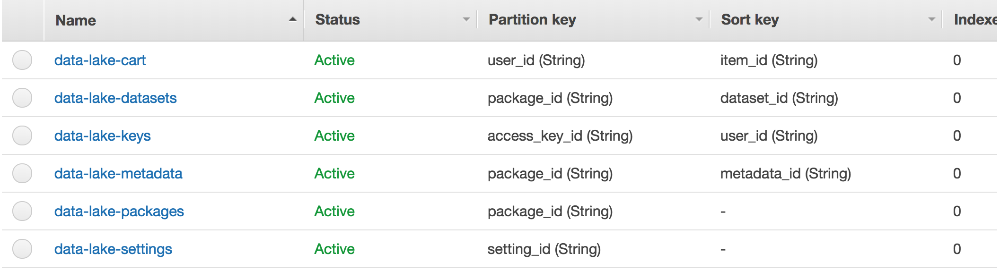 Name Status Partition key Sort key Indexe
data-lake-cart Active user_id (String) item_id (String) 0
data-lake-datasets Active package_id (String) dataset_id (String) 0
data-lake-keys Active access_key_id (String) user_id (String) 0
data-lake-metadata Active package_id (String) metadata_id (String) 0
data-lake-packages Active package_id (String) - 0
data-lake-settings Active setting_id (String) - 0